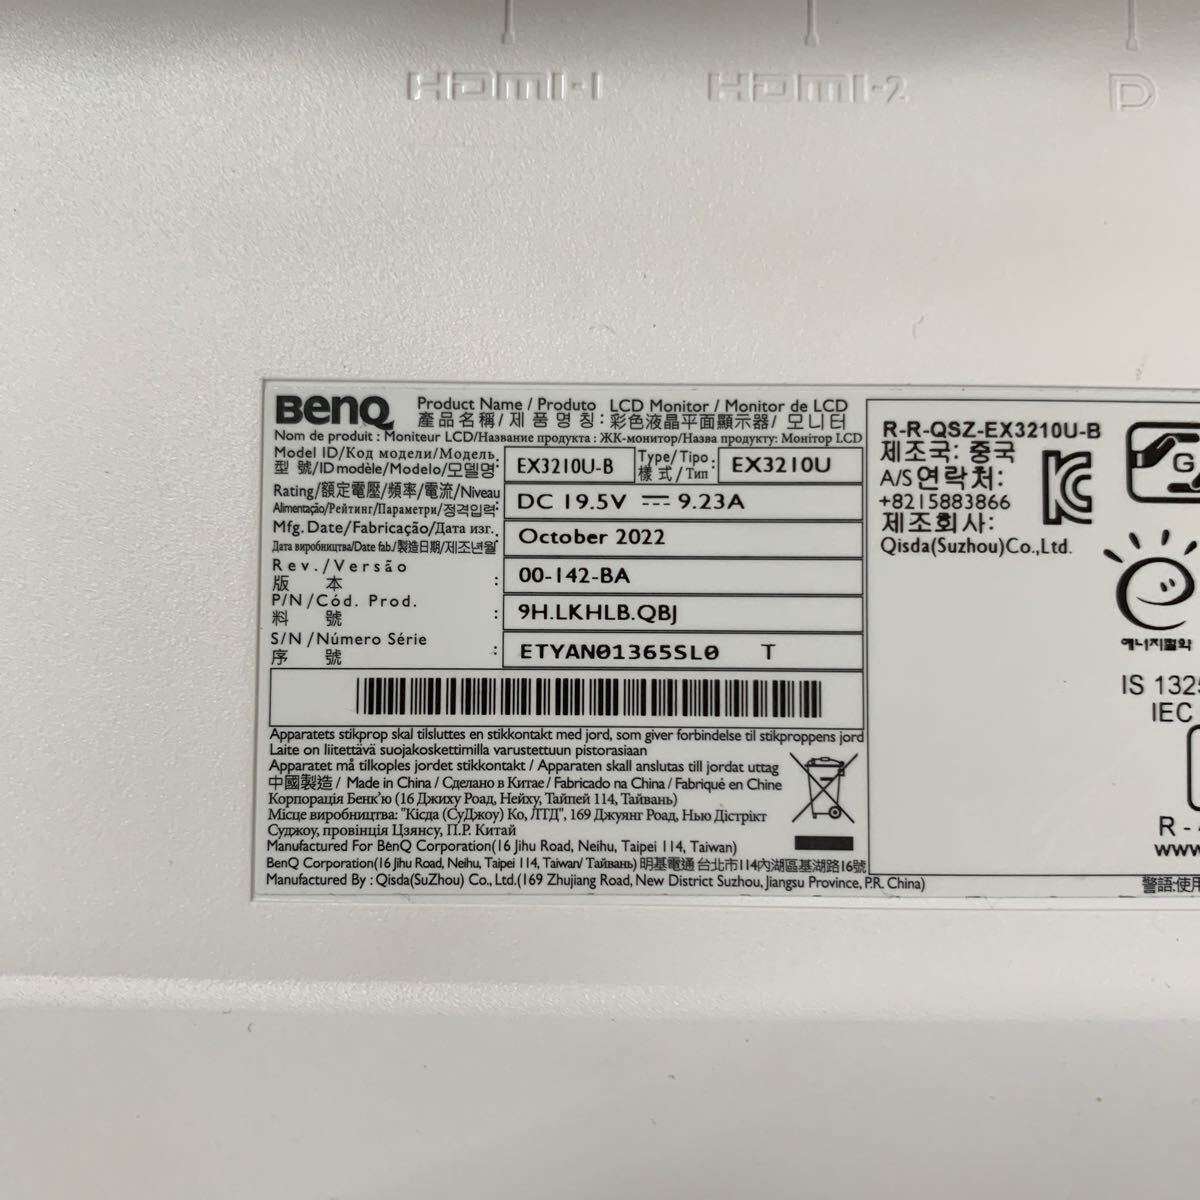 HDMI-1 HDMI-2 D
BenQ
Product Name / Produto LCD Monitor / Monitor de LCD
產品名稱/ 제품명칭: 彩色液晶平面顯示器/ 모니터
Nom de produit : Moniteur LCD/Название продукта : ЖК-монитор/Назва продукту: Монітор LCD
Model ID/Код модели/Модель.
型 號/ID modèle/Modelo/모델명: EX3210U-B
Type/Tipo
樣式/Тип : EX3210U
Rating/額定電壓/頻率/電流/Niveau
Alimentação/Рейтинг/Параметри/정격입력: DC 19.5V ⎓ 9.23A
Mfg. Date/Fabricação/Дата изг.
Дата виробництва/Date fab./製造日期/제조년월: October 2022
Rev./Versão
版 本 : 00-142-BA
P/N/Cód. Prod.
料 號 : 9H.LKHLB.QBJ
S/N/Número Série
序 號 : ETYAN01365SL0 T
Apparatets stikprop skal tilsluttes en stikkontakt med jord, som giver forbindelse til stikproppens jord
Laite on liitettävä suojakoskettimilla varustettuun pistorasiaan
Apparatet må tilkoples jordet stikkontakt / Apparaten skall anslutas till jordat uttag
中國製造 / Made in China / Сделано в Китае / Fabricado na China / Fabriqué en Chine
Корпорація Бенк'ю (16 Джиху Роад, Нейху, Тайпей 114, Тайвань)
Місце виробництва: "Кісда (СуДжоу) Ко, ЛТД", 169 Джуянг Роад, Нью Дістрікт
Суджоу, провінція Цзянсу, П.Р. Китай
Manufactured For BenQ Corporation (16 Jihu Road, Neihu, Taipei 114, Taiwan)
BenQ Corporation(16 Jihu Road, Neihu, Taipei 114, Taiwan/ Тайвань) 明基電通 台北市114內湖區基湖路16號
Manufactured By : Qisda(SuZhou) Co., Ltd.(169 Zhujiang Road, New District Suzhou, Jiangsu Province, P.R. China)
R-R-QSZ-EX3210U-B
제조국: 중국
A/S연락처:
+8215883866
제조회사:
Qisda(Suzhou)Co.,Ltd.
G
에너지절약
IS 1325
IEC
R -
www
警語:使用